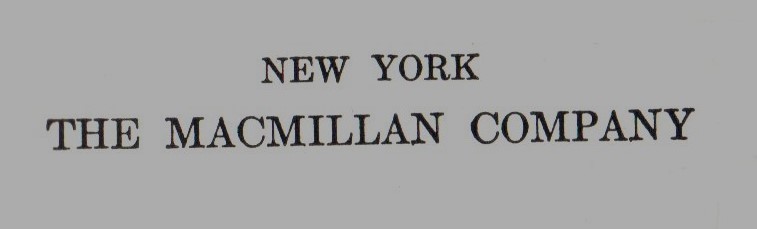 NEW YORK
THE MACMILLAN COMPANY